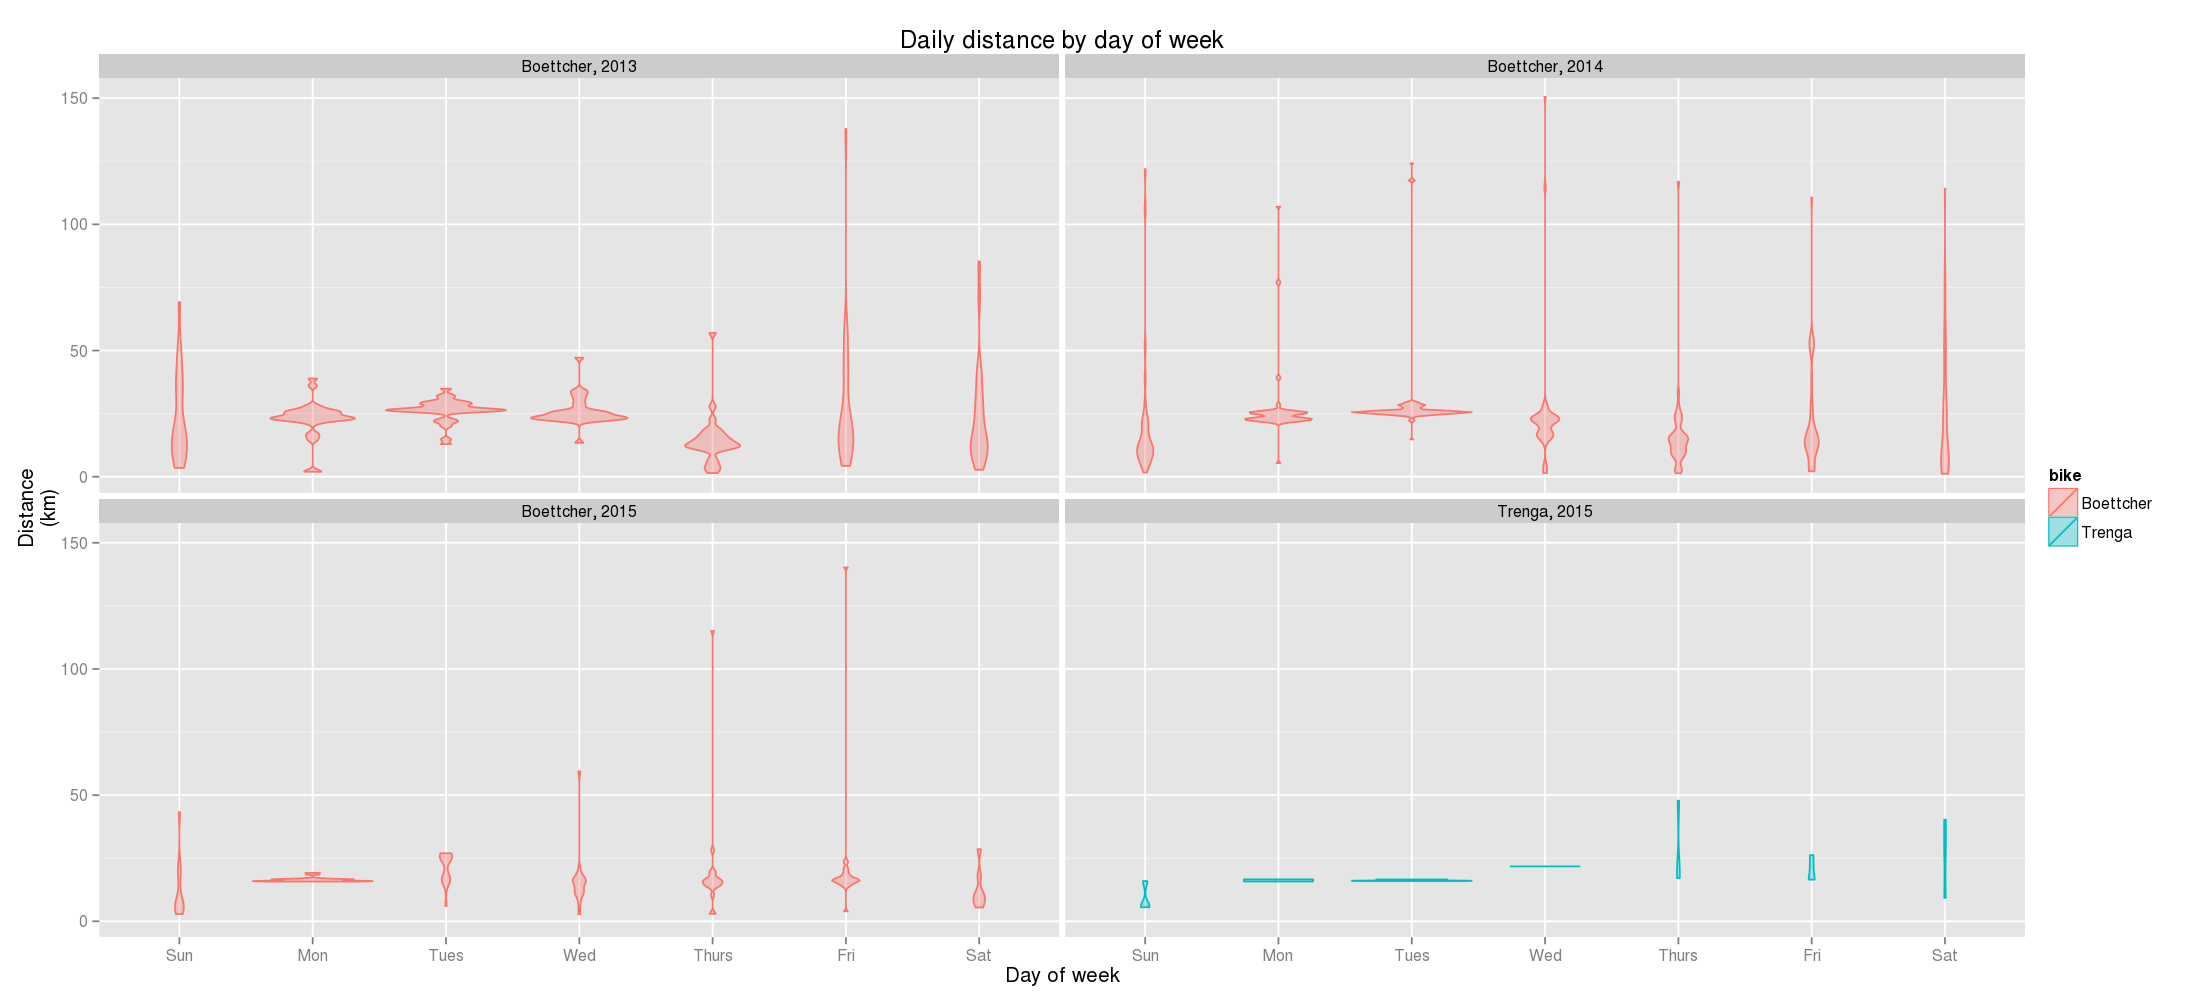 Daily distance by day of week
Boettcher, 2013
Boettcher, 2014
150
100
50
0
Boettcher, 2015
Trenga, 2015
150
100
50
0
Distance
(km)
Sun Mon Tues Wed Thurs Fri Sat
Sun Mon Tues Wed Thurs Fri Sat
Day of week
bike
Boettcher
Trenga